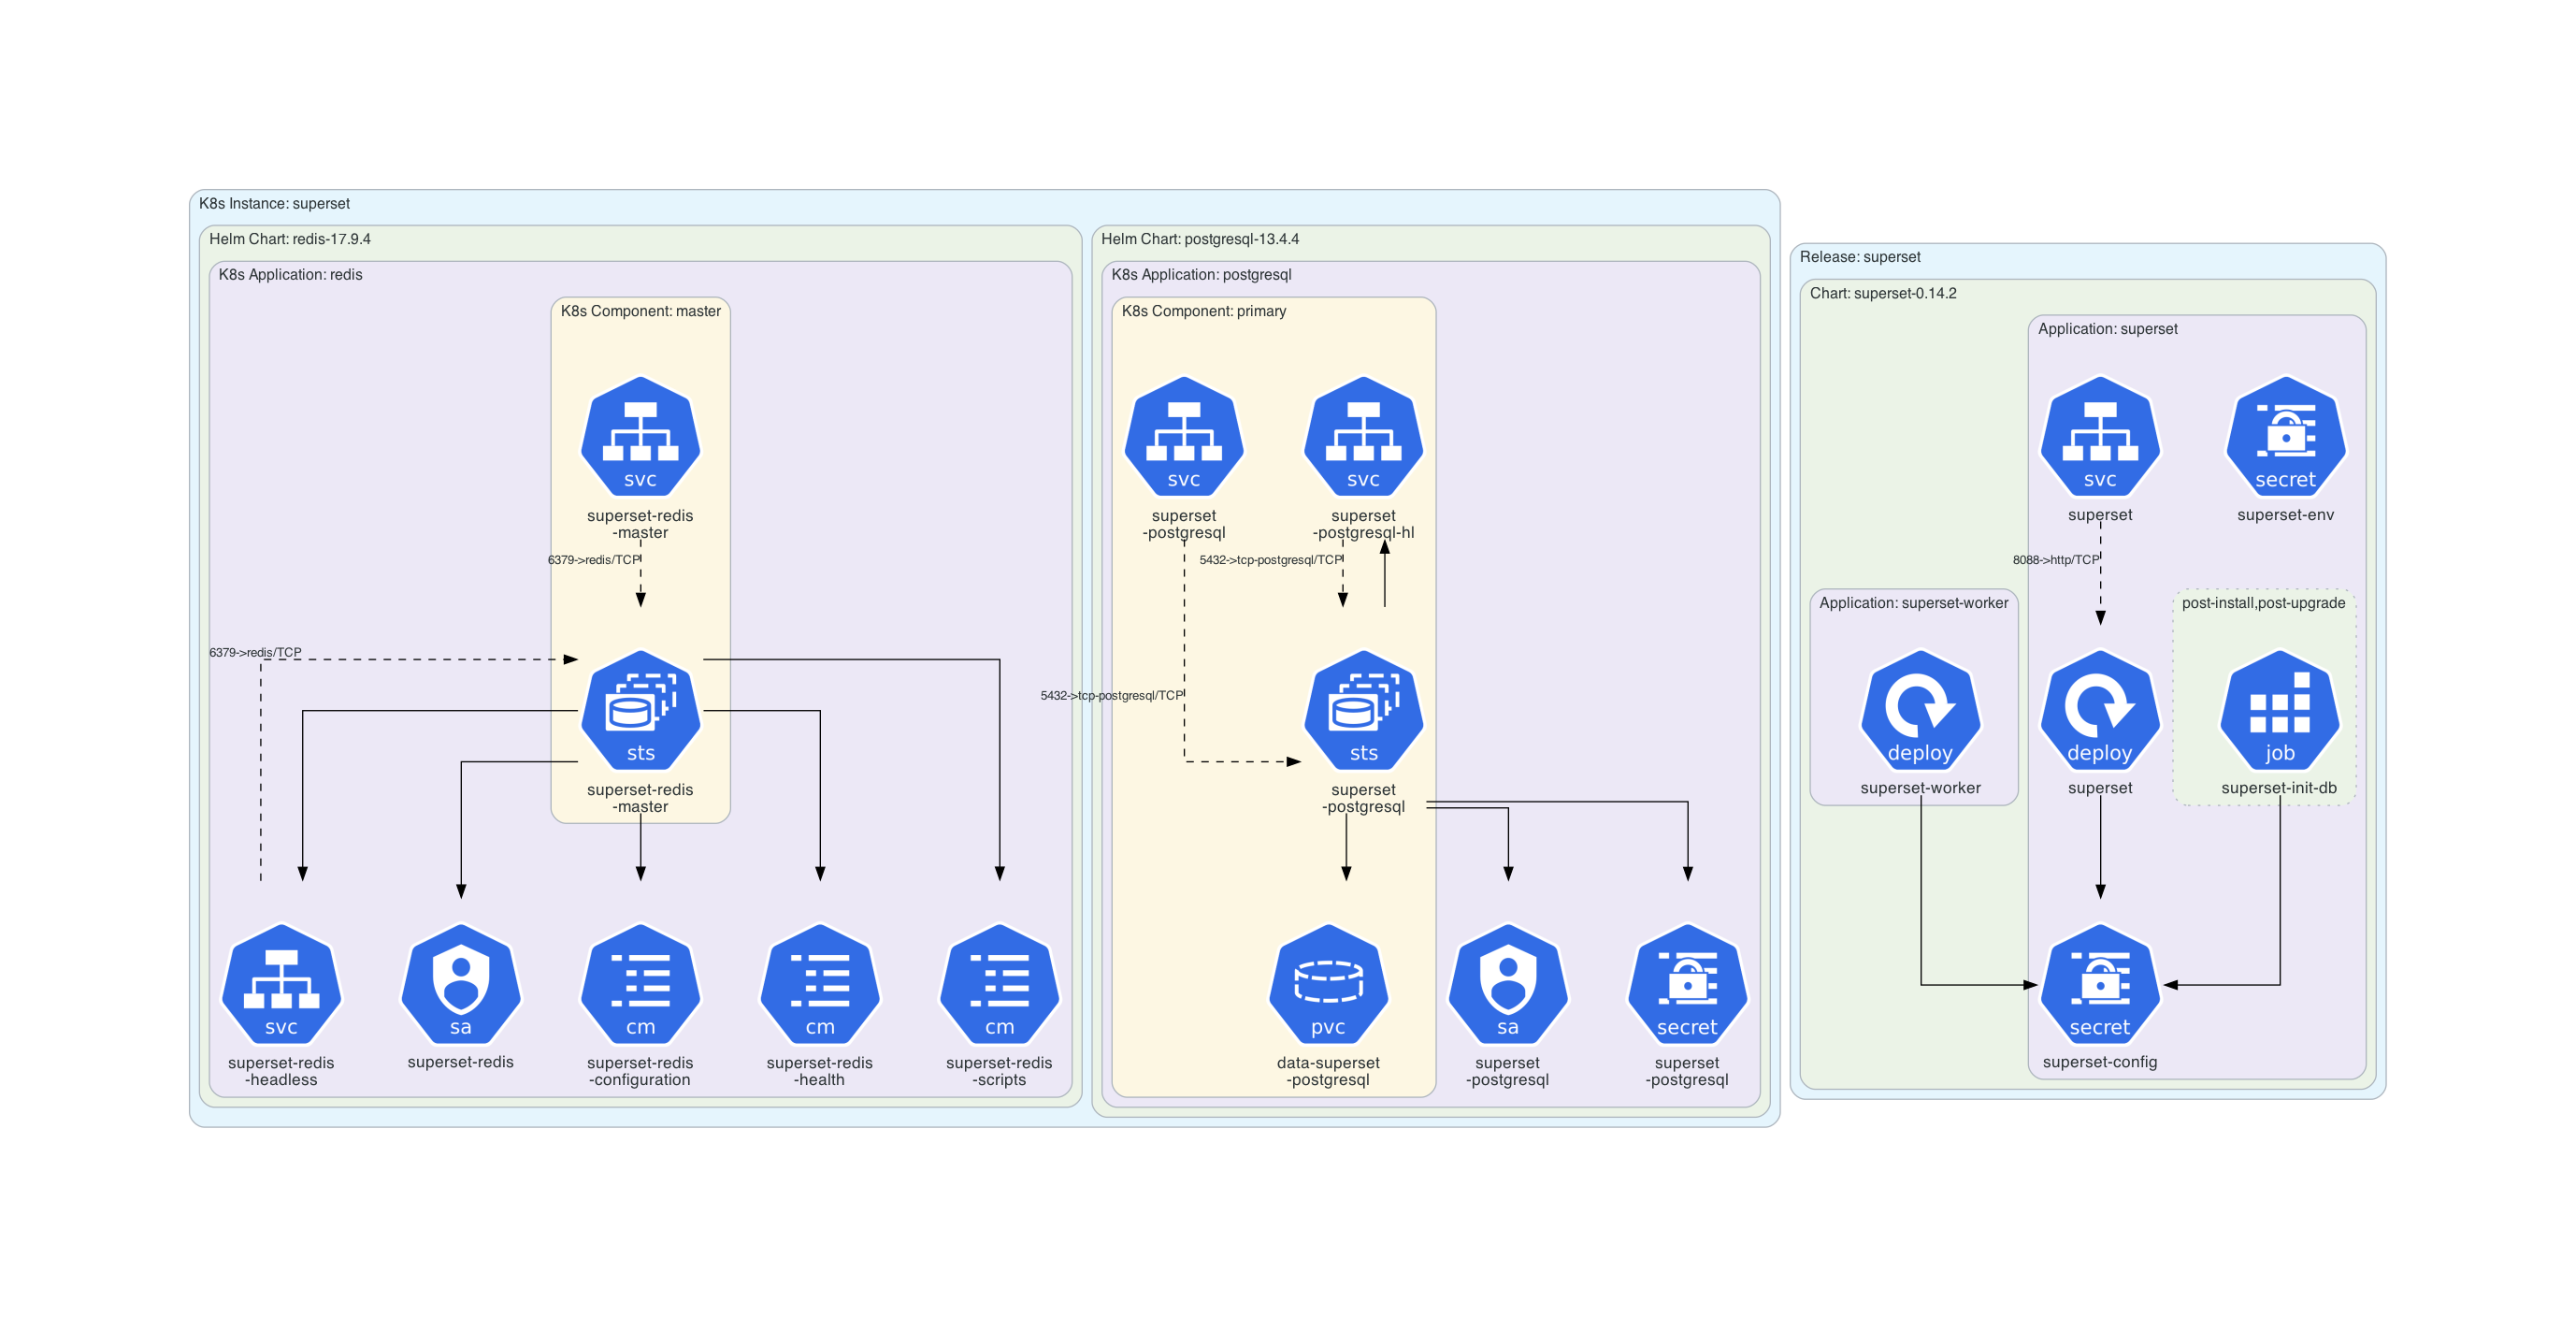 K8s Instance: superset
Helm Chart: redis-17.9.4
K8s Application: redis
K8s Component: master
svc
superset-redis
-master
6379->redis/TCP
6379->redis/TCP
sts
superset-redis
-master
svc
superset-redis
-headless
sa
superset-redis
cm
superset-redis
-configuration
cm
superset-redis
-health
cm
superset-redis
-scripts
Helm Chart: postgresql-13.4.4
K8s Application: postgresql
K8s Component: primary
svc
superset
-postgresql
svc
superset
-postgresql-hl
5432->tcp-postgresql/TCP
5432->tcp-postgresql/TCP
sts
superset
-postgresql
pvc
data-superset
-postgresql
sa
superset
-postgresql
secret
superset
-postgresql
Release: superset
Chart: superset-0.14.2
Application: superset
svc
superset
secret
superset-env
8088->http/TCP
Application: superset-worker
deploy
superset-worker
deploy
superset
post-install,post-upgrade
job
superset-init-db
secret
superset-config